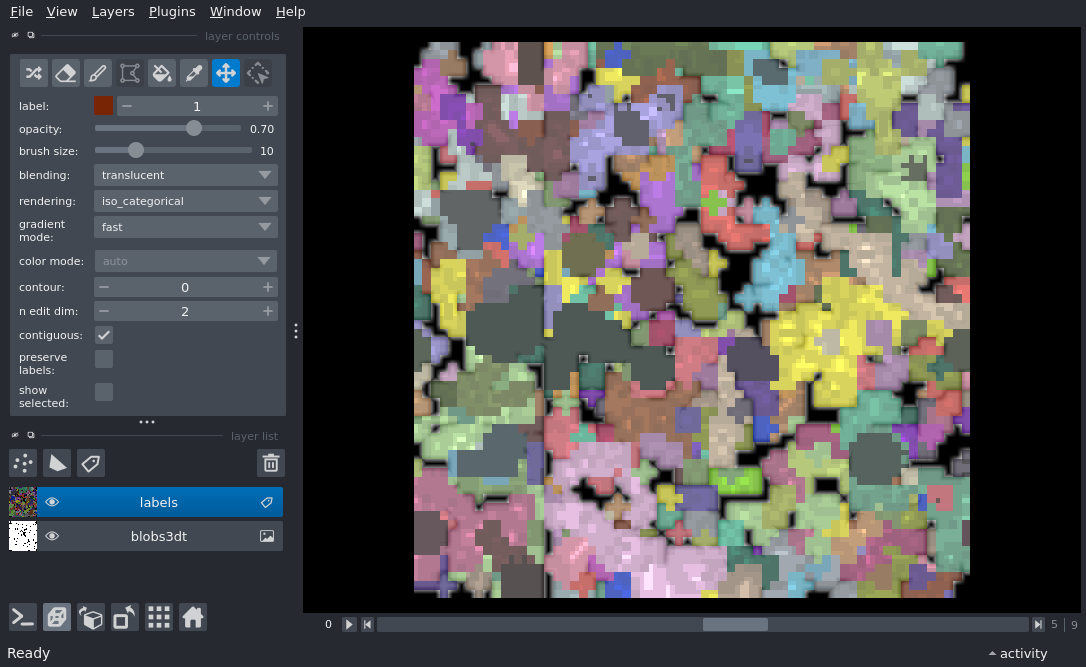 File View Layers Plugins Window Help
layer controls
label: 1
opacity: 0.70
brush size: 10
blending: translucent
rendering: iso_categorical
gradient mode: fast
color mode: auto
contour: 0
n edit dim: 2
contiguous:
preserve labels:
show selected:
layer list
labels
blobs3dt
0 5 9
Ready activity